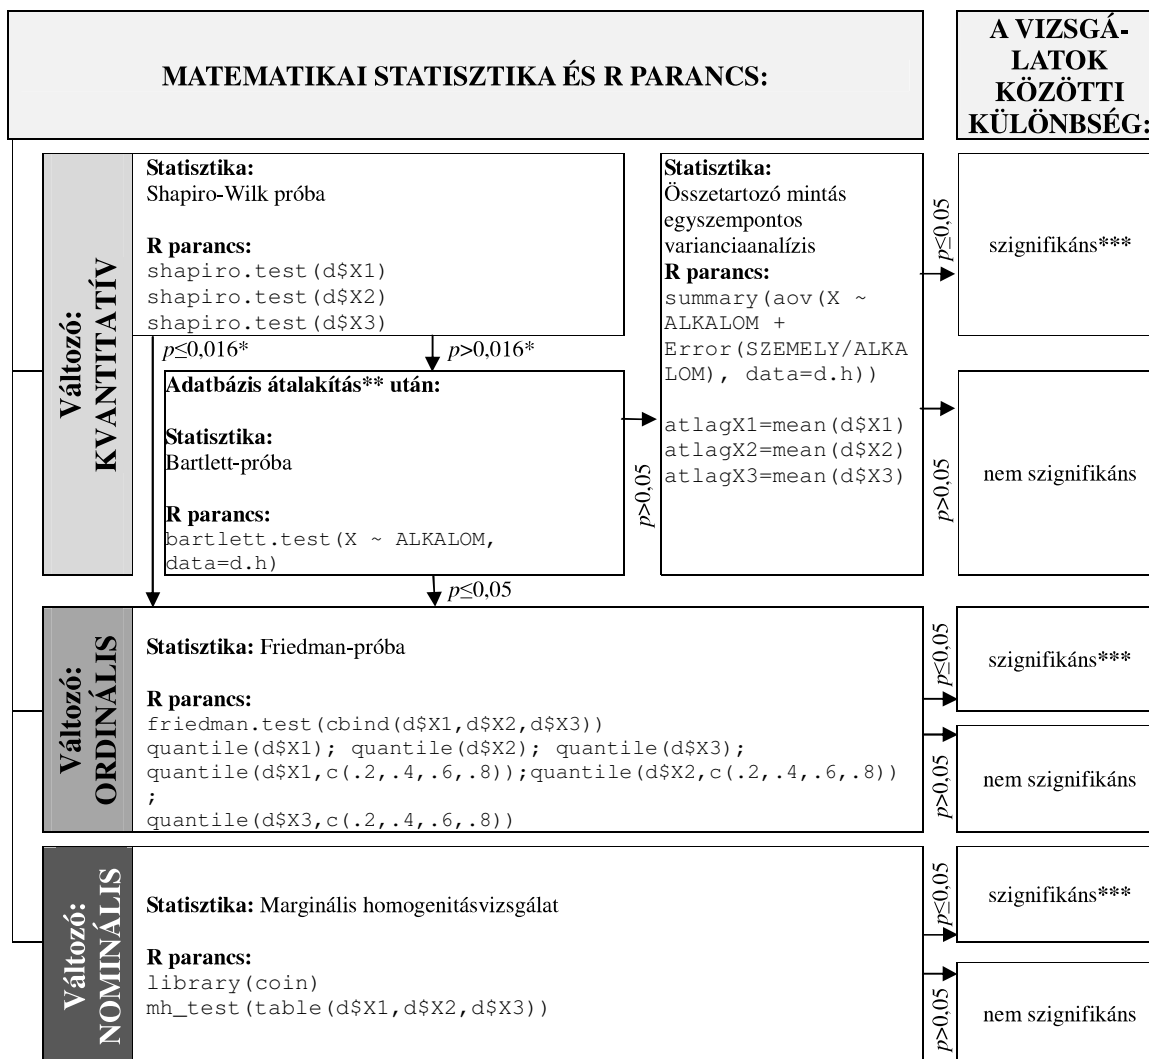 MATEMATIKAI STATISZTIKA ÉS R PARANCS:
A VIZSGÁ-
LATOK
KÖZÖTTI
KÜLÖNBSÉG:
Változó:
KVANTITATÍV
Statisztika:
Shapiro-Wilk próba
R parancs:
shapiro.test(d$X1)
shapiro.test(d$X2)
shapiro.test(d$X3)
p≤0,016*
p>0,016*
Adatbázis átalakítás** után:
Statisztika:
Bartlett-próba
R parancs:
bartlett.test(X ~ ALKALOM,
data=d.h)
p>0,05
p≤0,05
Statisztika:
Összetartozó mintás
egyszempontos
varianciaanalízis
R parancs:
summary(aov(X ~
ALKALOM +
Error(SZEMELY/ALKA
LOM), data=d.h))
atlagX1=mean(d$X1)
atlagX2=mean(d$X2)
atlagX3=mean(d$X3)
p≤0,05
szignifikáns***
p>0,05
nem szignifikáns
Változó:
ORDINÁLIS
Statisztika: Friedman-próba
R parancs:
friedman.test(cbind(d$X1,d$X2,d$X3))
quantile(d$X1); quantile(d$X2); quantile(d$X3);
quantile(d$X1,c(.2,.4,.6,.8));quantile(d$X2,c(.2,.4,.6,.8))
;
quantile(d$X3,c(.2,.4,.6,.8))
p≤0,05
szignifikáns***
p>0,05
nem szignifikáns
Változó:
NOMINÁLIS
Statisztika: Marginális homogenitásvizsgálat
R parancs:
library(coin)
mh_test(table(d$X1,d$X2,d$X3))
p≤0,05
szignifikáns***
p>0,05
nem szignifikáns